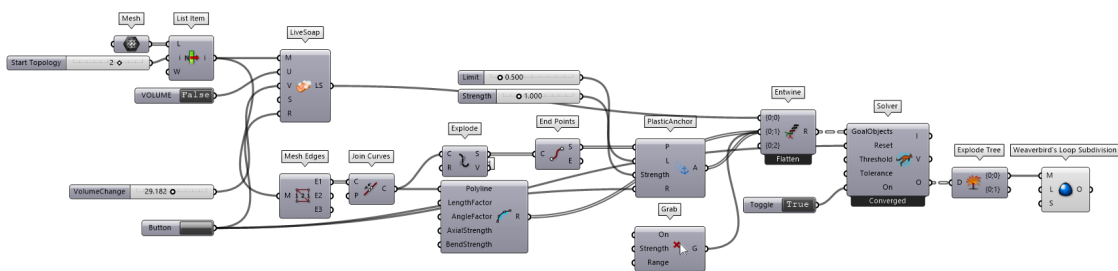 Mesh
List Item
L
i
N
i
W
Start Topology
2
VOLUME
False
VolumeChange
29.182
Button
LiveSoap
M
U
V
S
R
LS
Mesh Edges
M
E1
E2
E3
Join Curves
C
P
C
Explode
C
R
S
V
Limit
0.500
Strength
1.000
End Points
C
S
E
Polyline
LengthFactor
AngleFactor
AxialStrength
BendStrength
R
PlasticAnchor
P
L
Strength
R
A
Grab
On
Strength
Range
G
Entwine
{0;0}
{0;1}
{0;2}
R
Flatten
Toggle
True
Solver
GoalObjects
Reset
Threshold
Tolerance
On
I
V
O
Converged
Explode Tree
D
{0;0}
{0;1}
Weaverbird's Loop Subdivision
M
L
S
O